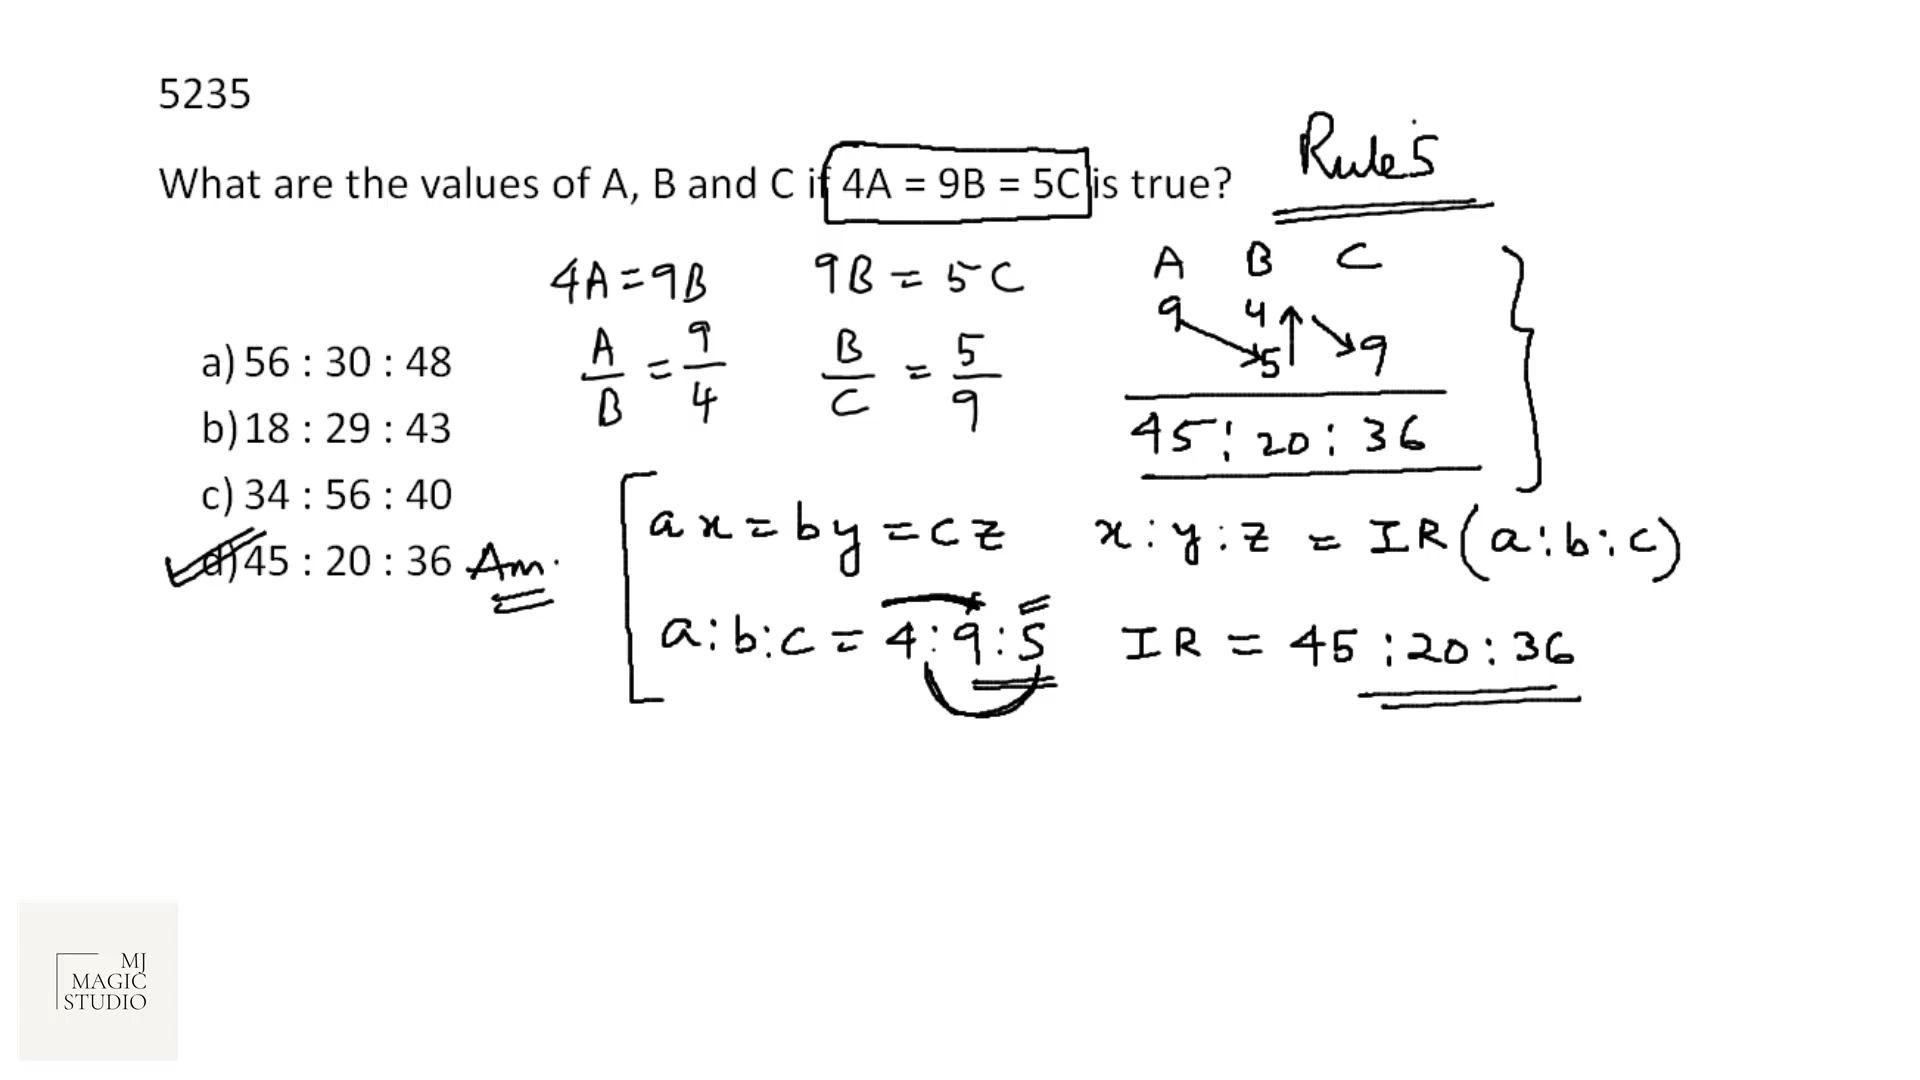 5235
What are the values of A, B and C if 4A = 9B = 5C is true?
Rule 5
4A = 9B
9B = 5C
A B C
A/B = 9/4
B/C = 5/9
9 4
5 9
45 : 20 : 36
a) 56 : 30 : 48
b) 18 : 29 : 43
c) 34 : 56 : 40
d) 45 : 20 : 36 Am.
ax = by = cz
x : y : z = IR (a : b : c)
a : b : c = 4 : 9 : 5
IR = 45 : 20 : 36
MJ
MAGIC
STUDIO